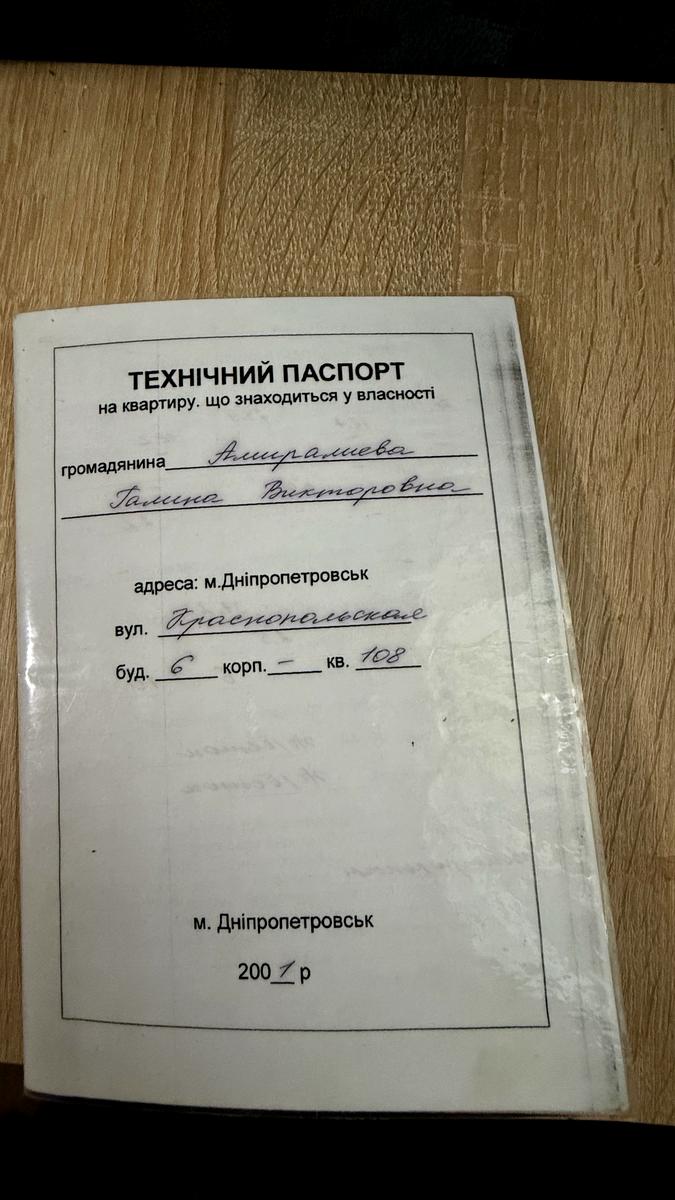 ТЕХНІЧНИЙ ПАСПОРТ
на квартиру. що знаходиться у власності
громадянина Амиралиева
Галина Викторовна
адреса: м.Дніпропетровськ
вул. Краснопольская
буд. 6 корп. – кв. 108
м. Дніпропетровськ
2001 р